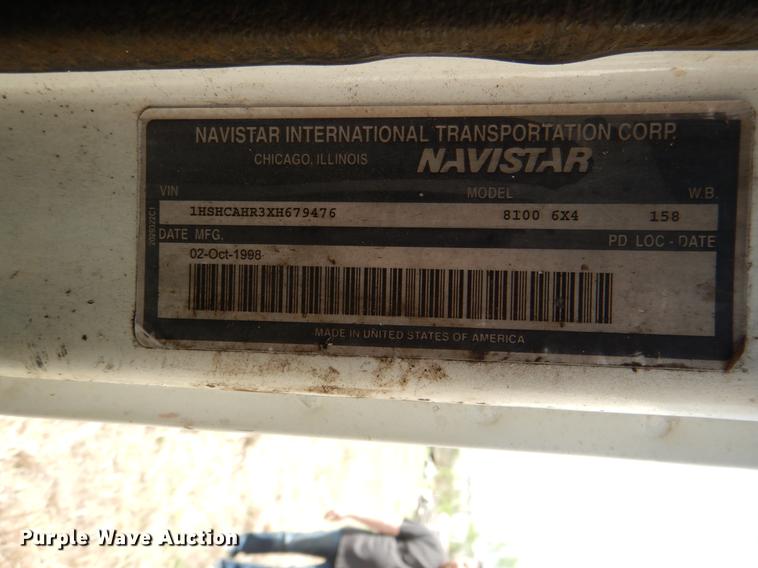 NAVISTAR INTERNATIONAL TRANSPORTATION CORP.
CHICAGO, ILLINOIS NAVISTAR
VIN MODEL W.B.
1HSHCAHR3XH679476 8100 6X4 158
DATE MFG. PD LOC - DATE
02-Oct-1998
MADE IN UNITED STATES OF AMERICA
Purple Wave Auction